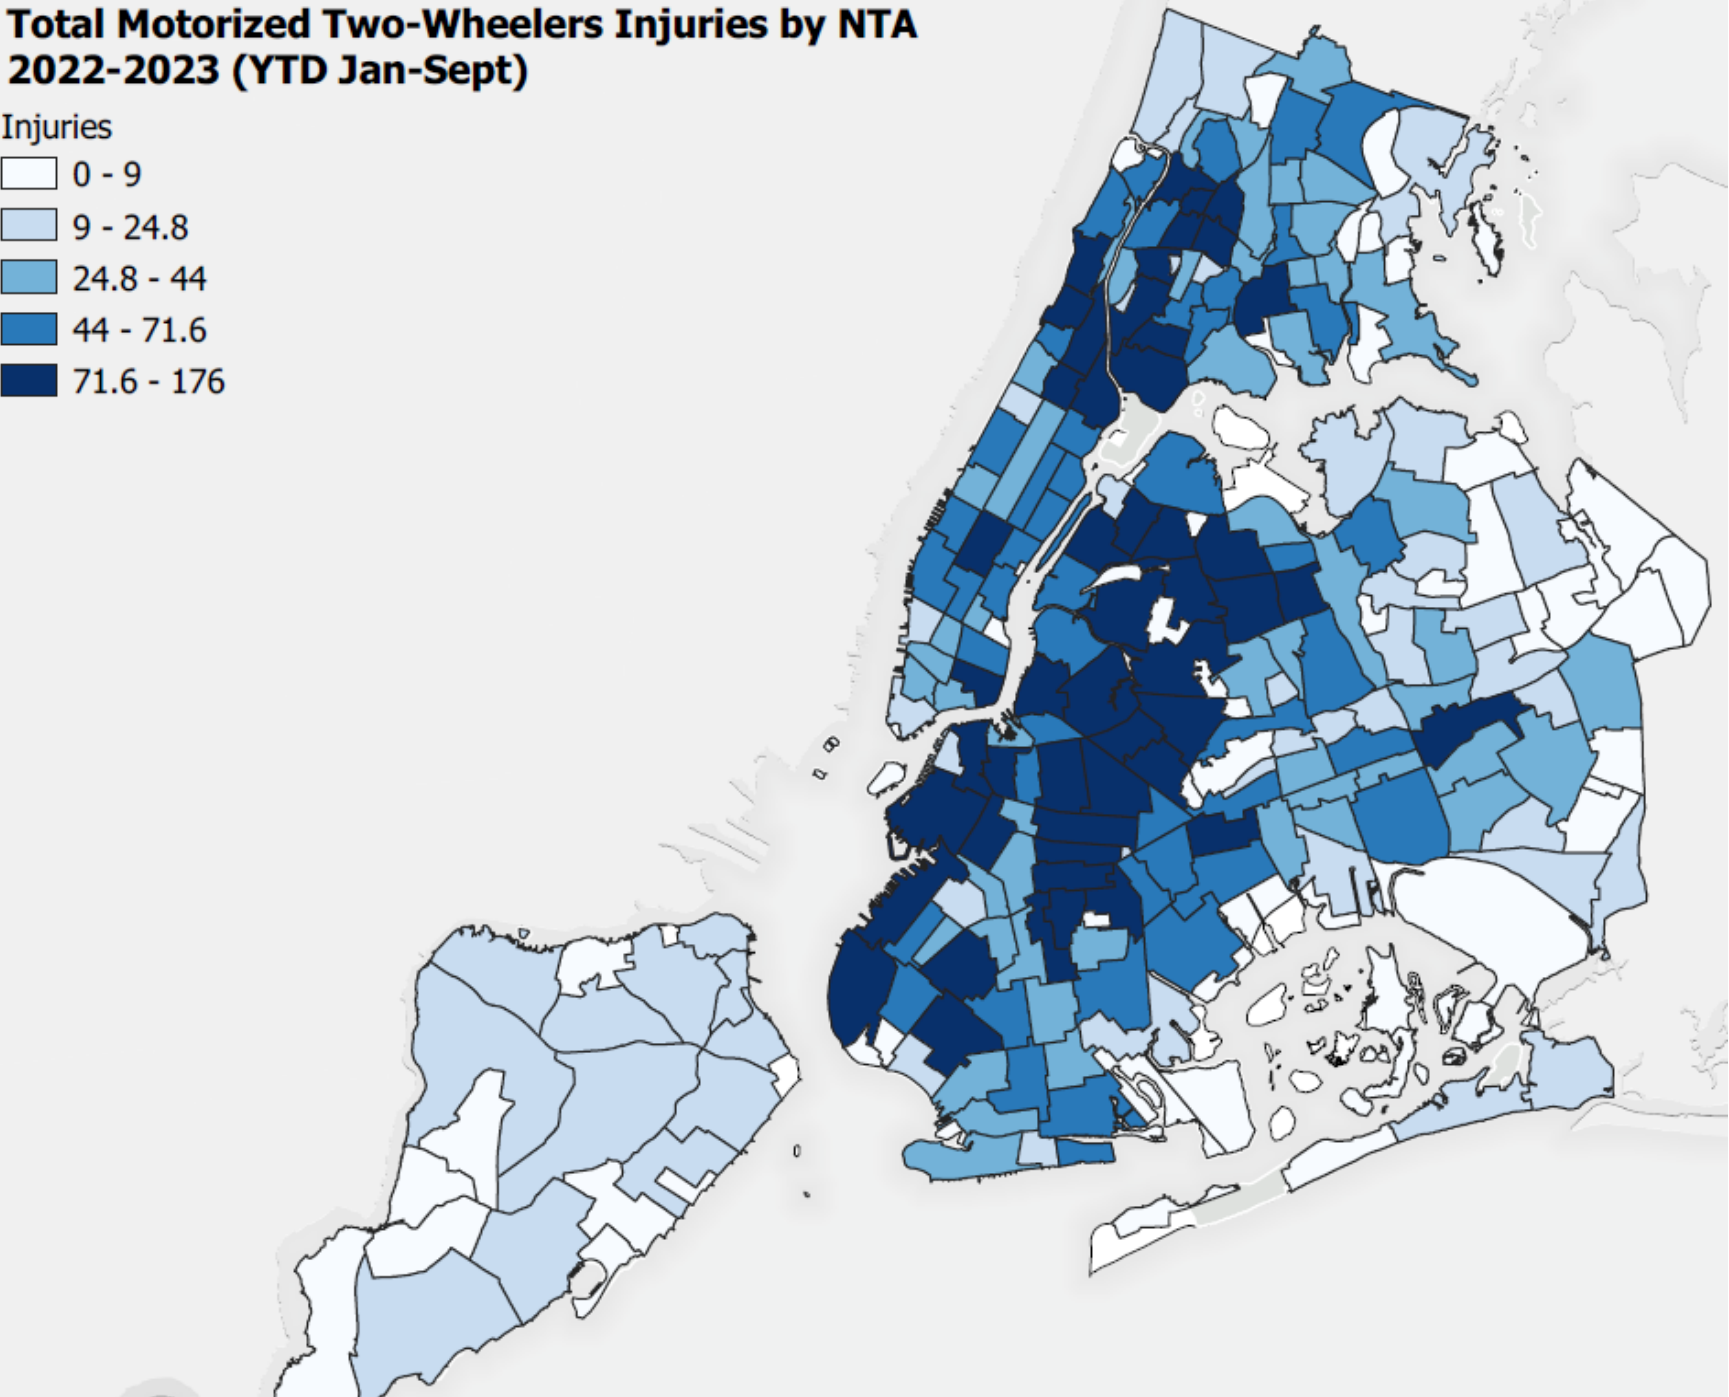 Total Motorized Two-Wheelers Injuries by NTA
2022-2023 (YTD Jan-Sept)
Injuries
0 - 9
9 - 24.8
24.8 - 44
44 - 71.6
71.6 - 176